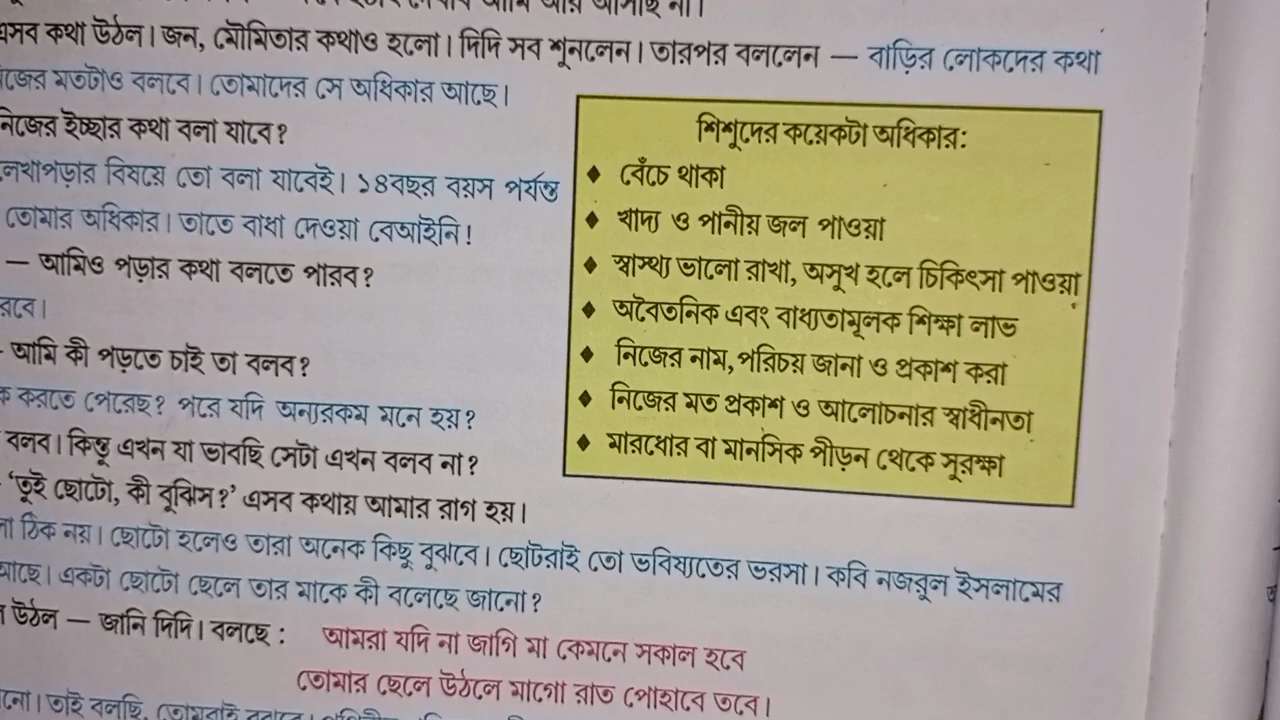 এসব কথা উঠল। জন, মৌমিতার কথাও হলো। দিদি সব শুনলেন। তারপর বললেন — বাড়ির লোকদের কথা
মতটাও বলবে। তোমাদের সে অধিকার আছে।
নিজের ইচ্ছার কথা বলা যাবে?
বিষয়ে তো বলা যাবেই। ১৪বছর বয়স পর্যন্ত
তোমার অধিকার। তাতে বাধা দেওয়া বেআইনি!
— আমিও পড়ার কথা বলতে পারব?
আমি কী পড়তে চাই তা বলব?
করতে পেরেছ? পরে যদি অন্যরকম মনে হয়?
বলব। কিন্তু এখন যা ভাবছি সেটা এখন বলব না?
'তুই ছোটো, কী বুঝিস?' এসব কথায় আমার রাগ হয়।
ঠিক নয়। ছোটো হলেও তারা অনেক কিছু বুঝবে। ছোটরাই তো ভবিষ্যতের ভরসা। কবি নজরুল ইসলামের
আছে। একটা ছোটো ছেলে তার মাকে কী বলেছে জানো?
উঠল — জানি দিদি। বলছে :
আমরা যদি না জাগি মা কেমনে সকাল হবে
তোমার ছেলে উঠলে মাগো রাত পোহাবে তবে।
শিশুদের কয়েকটা অধিকার:
◆ বেঁচে থাকা
◆ খাদ্য ও পানীয় জল পাওয়া
◆ স্বাস্থ্য ভালো রাখা, অসুখ হলে চিকিৎসা পাওয়া
◆ অবৈতনিক এবং বাধ্যতামূলক শিক্ষা লাভ
◆ নিজের নাম, পরিচয় জানা ও প্রকাশ করা
◆ নিজের মত প্রকাশ ও আলোচনার স্বাধীনতা
◆ মারধোর বা মানসিক পীড়ন থেকে সুরক্ষা